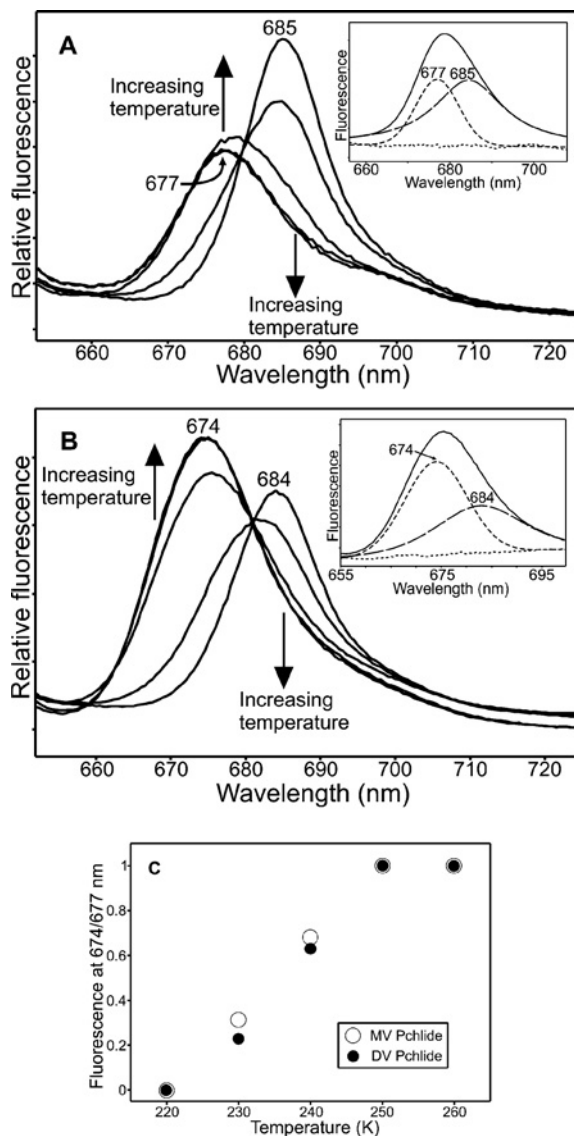 A
685
Increasing
temperature
677
Increasing
temperature
Relative fluorescence
660
670
680
690
700
710
720
Wavelength (nm)
677
685
Fluorescence
660
680
700
Wavelength (nm)
B
674
684
Increasing
temperature
Increasing
temperature
Relative fluorescence
660
670
680
690
700
710
720
Wavelength (nm)
674
684
Fluorescence
655
675
695
Wavelength (nm)
C
Fluorescence at 674/677 nm
1
0.8
0.6
0.4
0.2
0
MV Pchlide
DV Pchlide
220
230
240
250
260
Temperature (K)